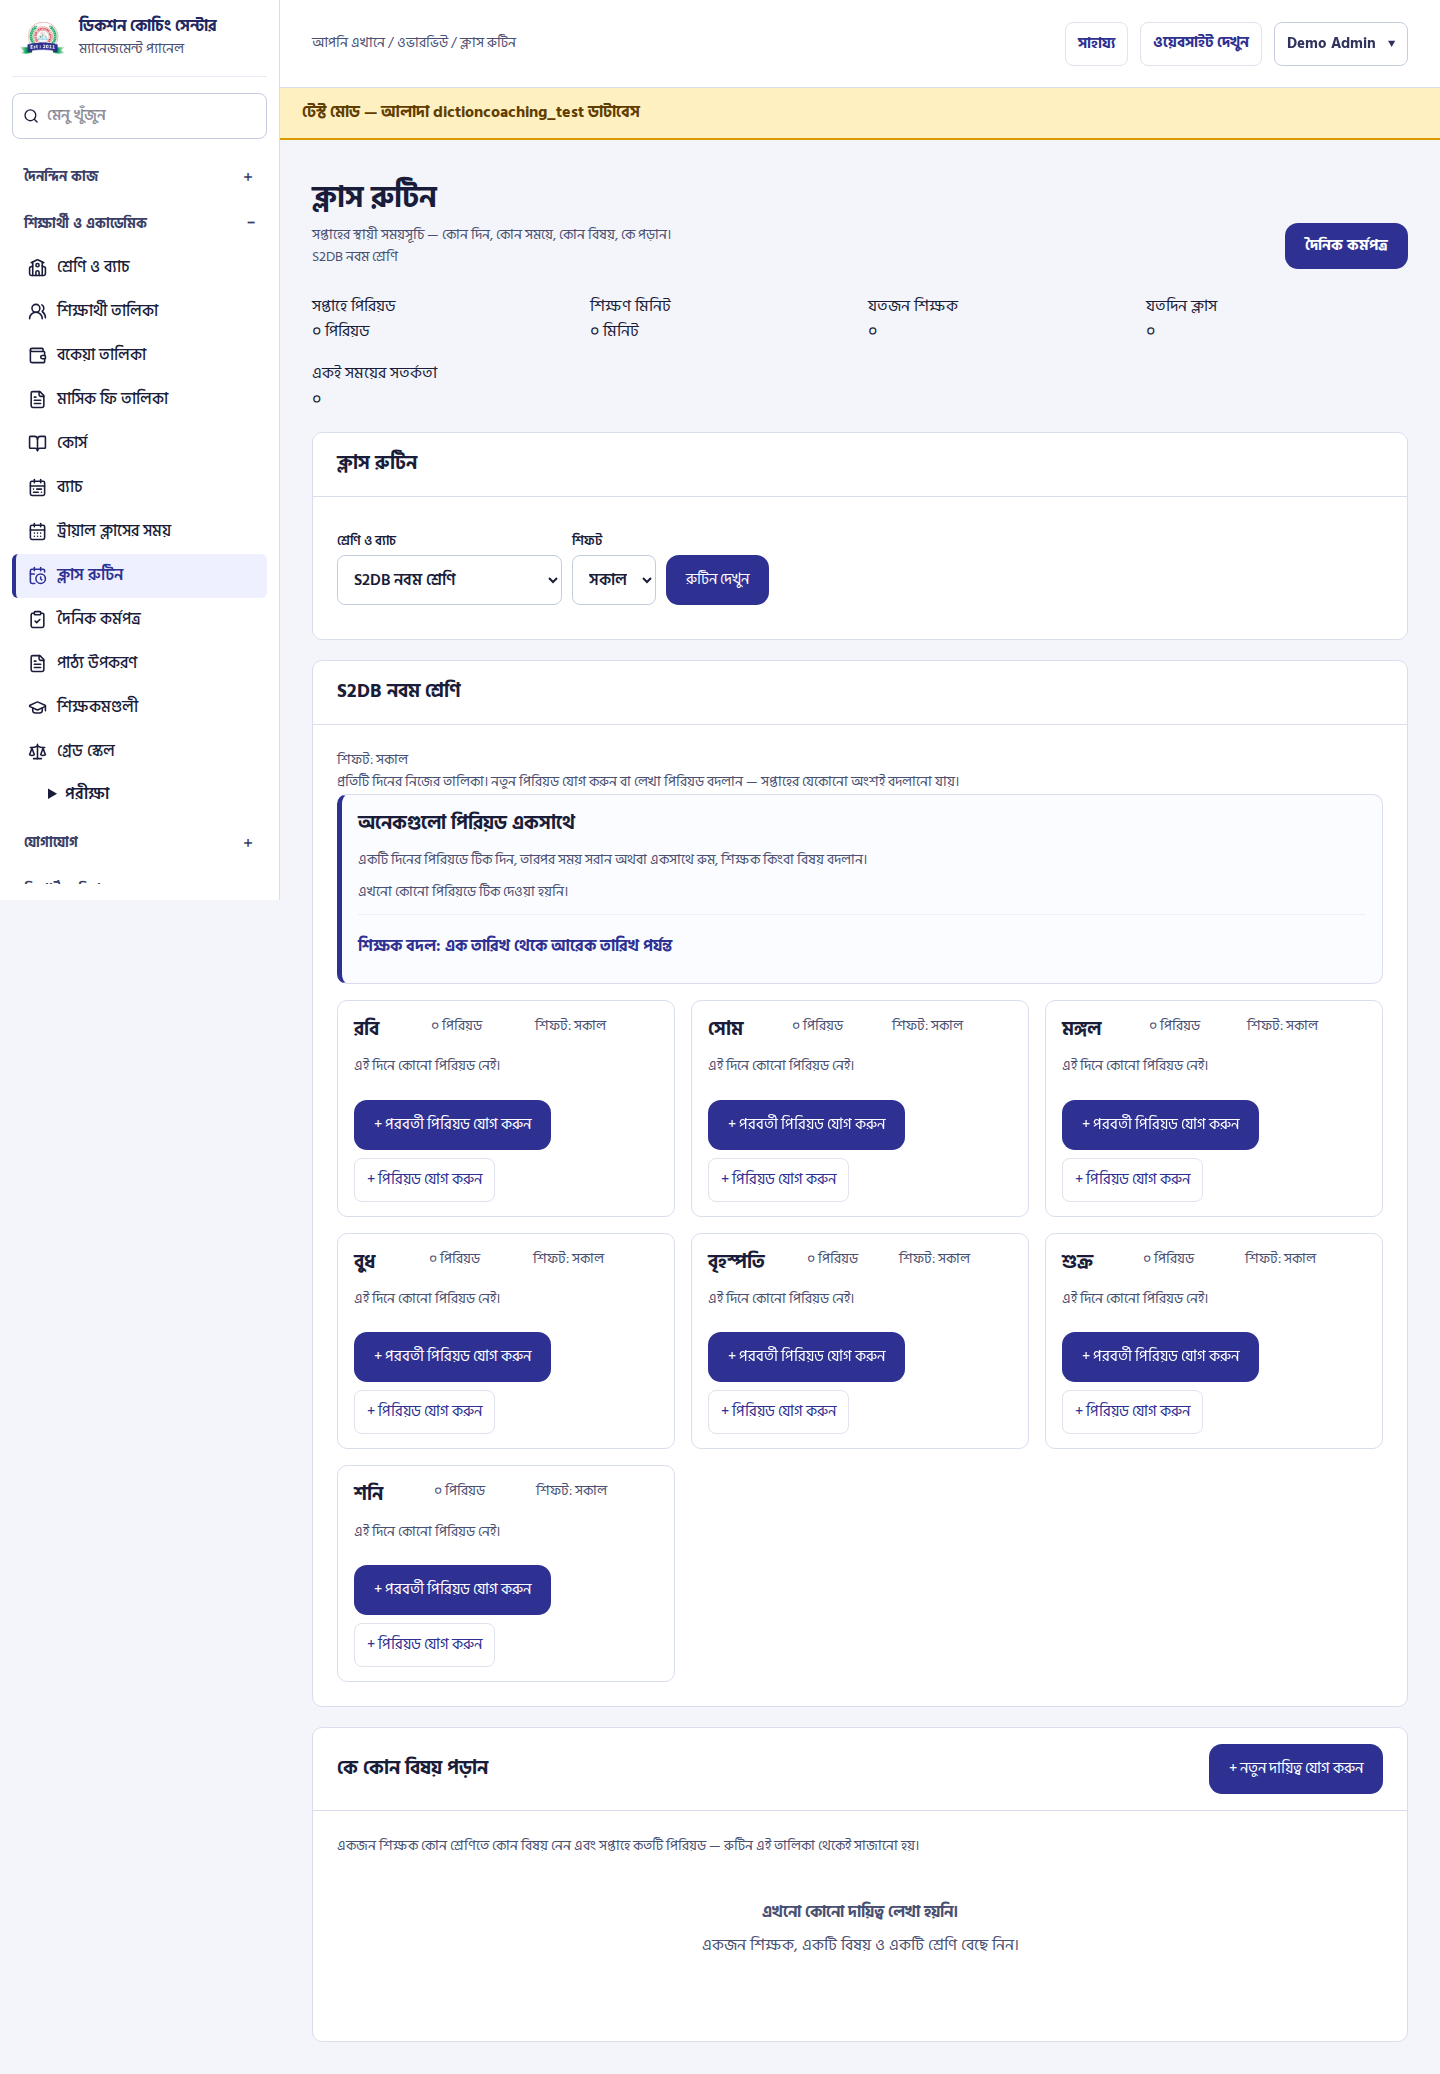 ডিকশন কোচিং সেন্টার
ম্যানেজমেন্ট প্যানেল
মেনু খুঁজুন
দৈনন্দিন কাজ +
শিক্ষার্থী ও একাডেমিক −
শ্রেণি ও ব্যাচ
শিক্ষার্থী তালিকা
বকেয়া তালিকা
মাসিক ফি তালিকা
কোর্স
ব্যাচ
ট্রায়াল ক্লাসের সময়
ক্লাস রুটিন
দৈনিক কর্মপত্র
পাঠ্য উপকরণ
শিক্ষকমণ্ডলী
গ্রেড স্কেল
পরীক্ষা
যোগাযোগ +
আপনি এখানে / ওভারভিউ / ক্লাস রুটিন
সাহায্য
ওয়েবসাইট দেখুন
Demo Admin
টেস্ট মোড — আলাদা dictioncoaching_test ডাটাবেস
ক্লাস রুটিন
সপ্তাহের স্থায়ী সময়সূচি — কোন দিন, কোন সময়ে, কোন বিষয়, কে পড়ান।
S2DB নবম শ্রেণি
দৈনিক কর্মপত্র
সপ্তাহে পিরিয়ড
০ পিরিয়ড
শিক্ষণ মিনিট
০ মিনিট
যতজন শিক্ষক
০
যতদিন ক্লাস
০
একই সময়ের সতর্কতা
০
ক্লাস রুটিন
শ্রেণি ও ব্যাচ
S2DB নবম শ্রেণি
শিফট
সকাল
রুটিন দেখুন
S2DB নবম শ্রেণি
শিফট: সকাল
প্রতিটি দিনের নিজের তালিকা। নতুন পিরিয়ড যোগ করুন বা লেখা পিরিয়ড বদলান — সপ্তাহের যেকোনো অংশই বদলানো যায়।
অনেকগুলো পিরিয়ড একসাথে
একটি দিনের পিরিয়ডে টিক দিন, তারপর সময় সরান অথবা একসাথে রুম, শিক্ষক কিংবা বিষয় বদলান।
এখনো কোনো পিরিয়ডে টিক দেওয়া হয়নি।
শিক্ষক বদল: এক তারিখ থেকে আরেক তারিখ পর্যন্ত
রবি ০ পিরিয়ড শিফট: সকাল
এই দিনে কোনো পিরিয়ড নেই।
+ পরবর্তী পিরিয়ড যোগ করুন
+ পিরিয়ড যোগ করুন
সোম ০ পিরিয়ড শিফট: সকাল
এই দিনে কোনো পিরিয়ড নেই।
+ পরবর্তী পিরিয়ড যোগ করুন
+ পিরিয়ড যোগ করুন
মঙ্গল ০ পিরিয়ড শিফট: সকাল
এই দিনে কোনো পিরিয়ড নেই।
+ পরবর্তী পিরিয়ড যোগ করুন
+ পিরিয়ড যোগ করুন
বুধ ০ পিরিয়ড শিফট: সকাল
এই দিনে কোনো পিরিয়ড নেই।
+ পরবর্তী পিরিয়ড যোগ করুন
+ পিরিয়ড যোগ করুন
বৃহস্পতি ০ পিরিয়ড শিফট: সকাল
এই দিনে কোনো পিরিয়ড নেই।
+ পরবর্তী পিরিয়ড যোগ করুন
+ পিরিয়ড যোগ করুন
শুক্র ০ পিরিয়ড শিফট: সকাল
এই দিনে কোনো পিরিয়ড নেই।
+ পরবর্তী পিরিয়ড যোগ করুন
+ পিরিয়ড যোগ করুন
শনি ০ পিরিয়ড শিফট: সকাল
এই দিনে কোনো পিরিয়ড নেই।
+ পরবর্তী পিরিয়ড যোগ করুন
+ পিরিয়ড যোগ করুন
কে কোন বিষয় পড়ান
+ নতুন দায়িত্ব যোগ করুন
একজন শিক্ষক কোন শ্রেণিতে কোন বিষয় নেন এবং সপ্তাহে কতটি পিরিয়ড — রুটিন এই তালিকা থেকেই সাজানো হয়।
এখনো কোনো দায়িত্ব লেখা হয়নি।
একজন শিক্ষক, একটি বিষয় ও একটি শ্রেণি বেছে নিন।